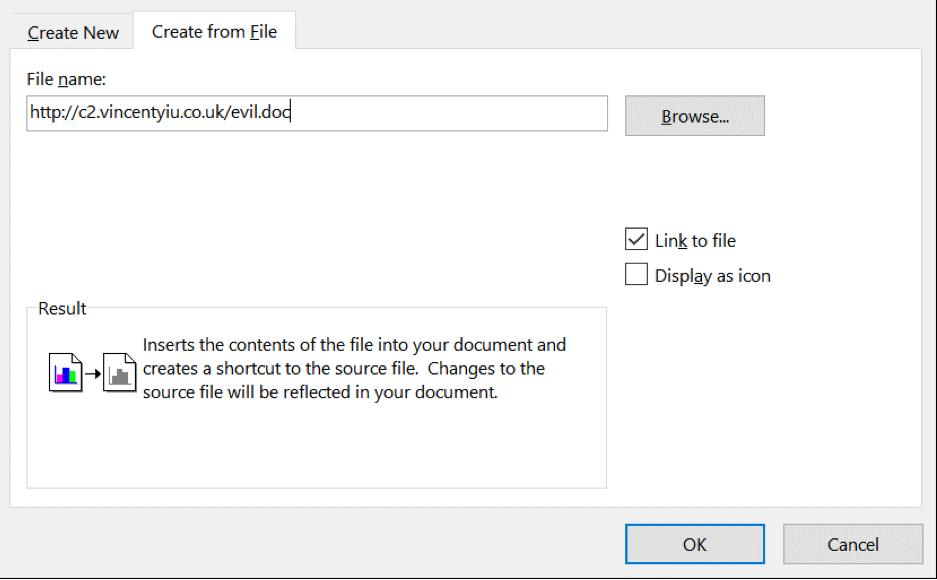 Create New
Create from File
File name:
http://c2.vincentyiu.co.uk/evil.doc
Browse...
Link to file
Display as icon
Result
Inserts the contents of the file into your document and
creates a shortcut to the source file.  Changes to the
source file will be reflected in your document.
OK
Cancel